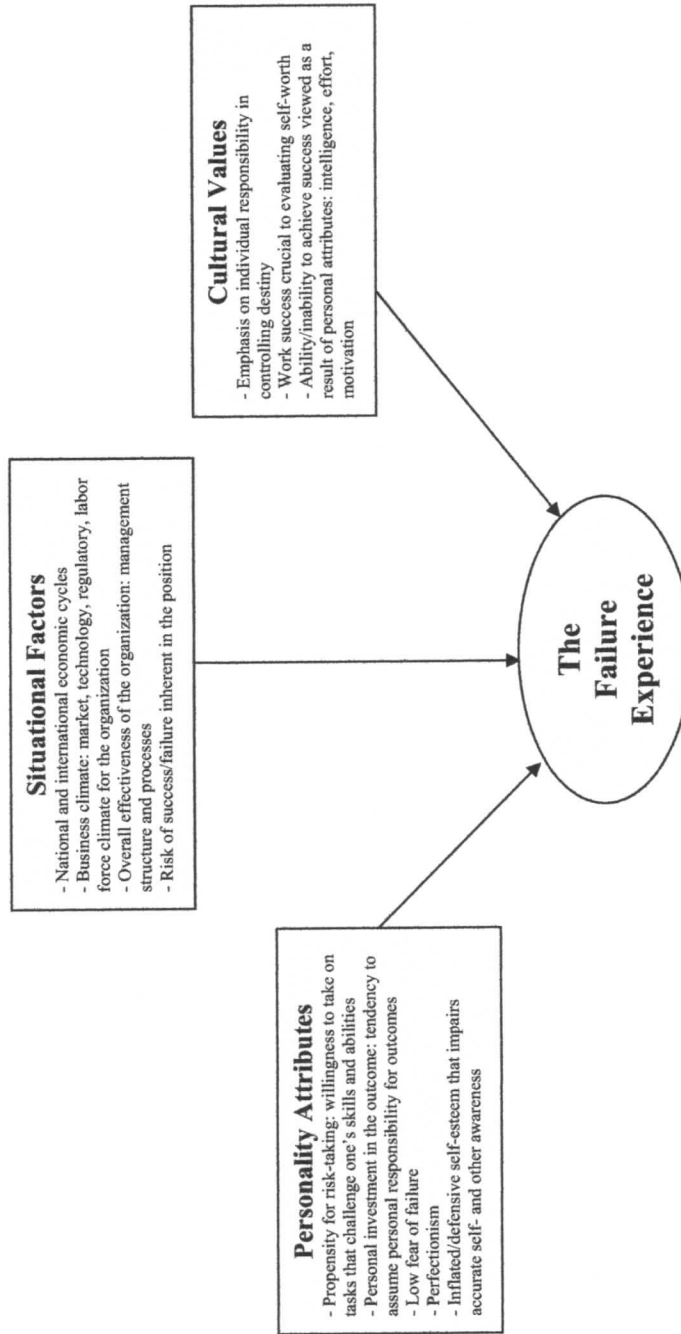 Situational Factors
- National and international economic cycles
- Business climate: market, technology, regulatory, labor
force climate for the organization
- Overall effectiveness of the organization: management
structure and processes
- Risk of success/failure inherent in the position
Personality Attributes
- Propensity for risk-taking: willingness to take on
tasks that challenge one's skills and abilities
- Personal investment in the outcome: tendency to
assume personal responsibility for outcomes
- Low fear of failure
- Perfectionism
- Inflated/defensive self-esteem that impairs
accurate self- and other awareness
Cultural Values
- Emphasis on individual responsibility in
controlling destiny
- Work success crucial to evaluating self-worth
- Ability/inability to achieve success viewed as a
result of personal attributes: intelligence, effort,
motivation
The
Failure
Experience